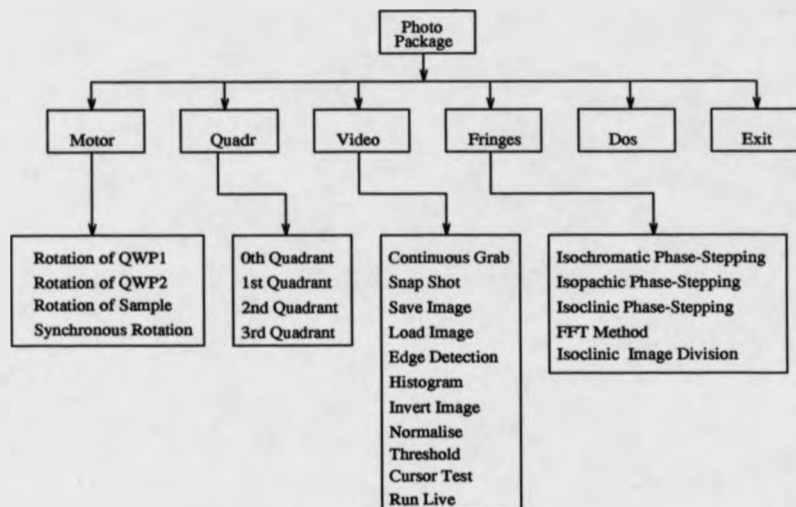 Photo
Package
Motor
Quadr
Video
Fringes
Dos
Exit
Rotation of QWP1
Rotation of QWP2
Rotation of Sample
Synchronous Rotation
0th Quadrant
1st Quadrant
2nd Quadrant
3rd Quadrant
Continuous Grab
Snap Shot
Save Image
Load Image
Edge Detection
Histogram
Invert Image
Normalise
Threshold
Cursor Test
Run Live
Isochromatic Phase-Stepping
Isopachic Phase-Stepping
Isoclinic Phase-Stepping
FFT Method
Isoclinic Image Division